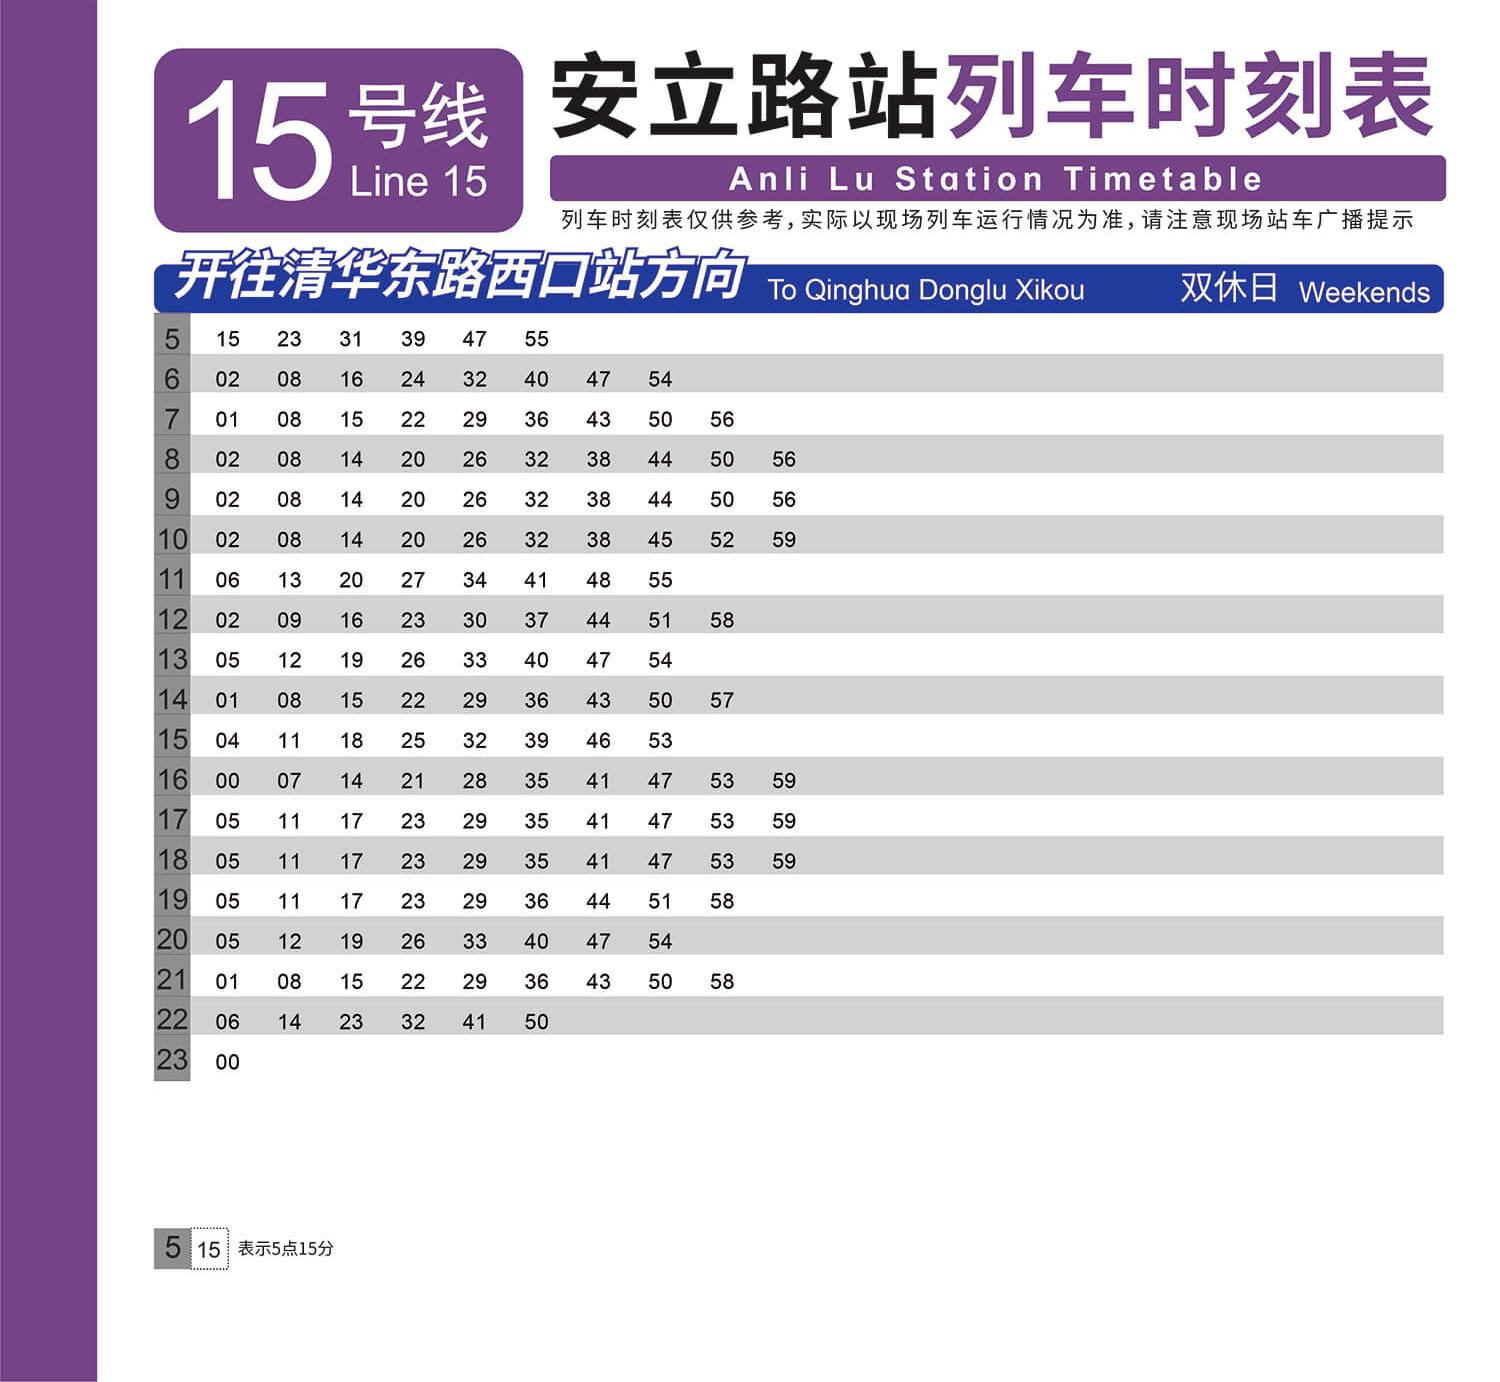 15 号线
Line 15
安立路站列车时刻表
Anli Lu Station Timetable
列车时刻表仅供参考,实际以现场列车运行情况为准,请注意现场站车广播提示
开往清华东路西口站方向 To Qinghua Donglu Xikou 双休日 Weekends
5 15 23 31 39 47 55
6 02 08 16 24 32 40 47 54
7 01 08 15 22 29 36 43 50 56
8 02 08 14 20 26 32 38 44 50 56
9 02 08 14 20 26 32 38 44 50 56
10 02 08 14 20 26 32 38 45 52 59
11 06 13 20 27 34 41 48 55
12 02 09 16 23 30 37 44 51 58
13 05 12 19 26 33 40 47 54
14 01 08 15 22 29 36 43 50 57
15 04 11 18 25 32 39 46 53
16 00 07 14 21 28 35 41 47 53 59
17 05 11 17 23 29 35 41 47 53 59
18 05 11 17 23 29 35 41 47 53 59
19 05 11 17 23 29 36 44 51 58
20 05 12 19 26 33 40 47 54
21 01 08 15 22 29 36 43 50 58
22 06 14 23 32 41 50
23 00
5 15 表示5点15分